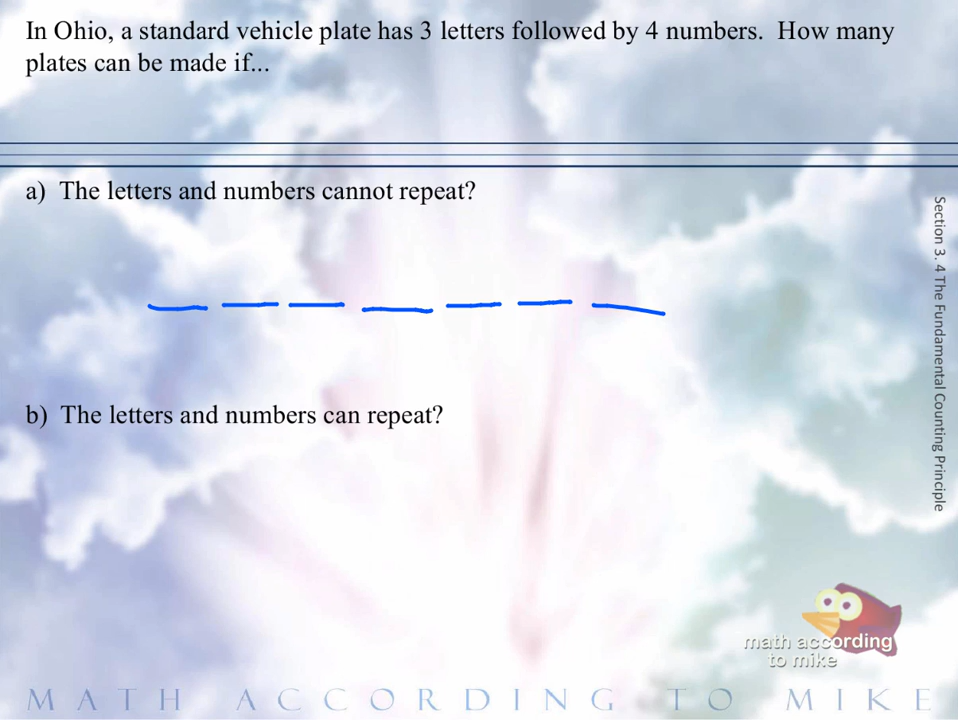 In Ohio, a standard vehicle plate has 3 letters followed by 4 numbers.  How many
plates can be made if...
a)  The letters and numbers cannot repeat?
b)  The letters and numbers can repeat?
Section 3. 4 The Fundamental Counting Principle
math according
to mike
MATH ACCORDING TO MIKE